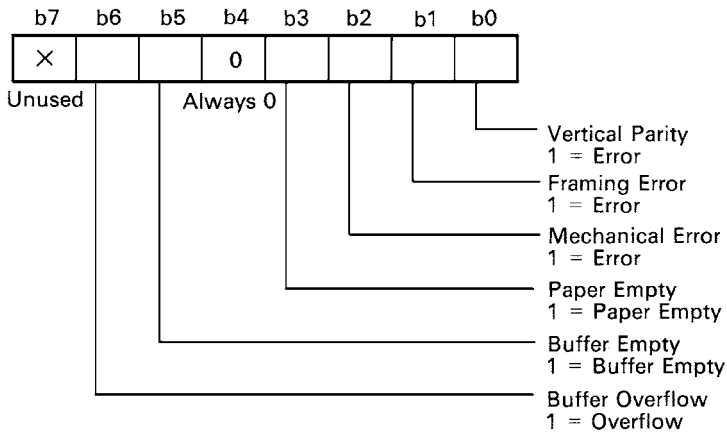 b7 b6 b5 b4 b3 b2 b1 b0
× 0
Unused Always 0
Vertical Parity
1 = Error
Framing Error
1 = Error
Mechanical Error
1 = Error
Paper Empty
1 = Paper Empty
Buffer Empty
1 = Buffer Empty
Buffer Overflow
1 = Overflow